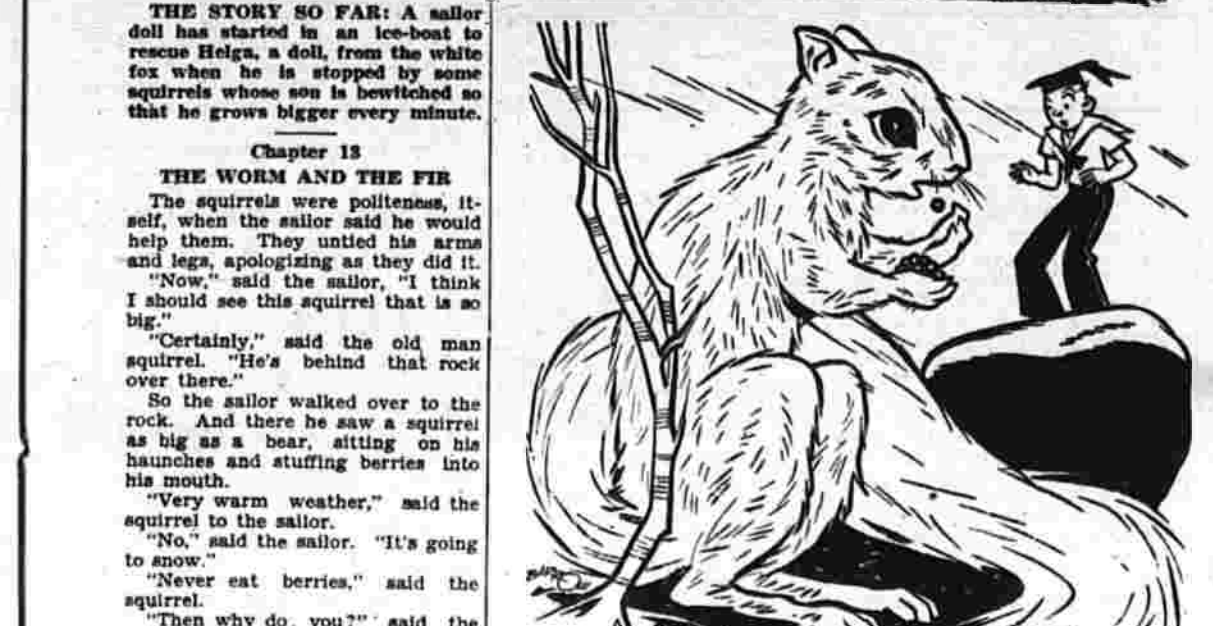 THE STORY SO FAR: A sailor
doll has started in an ice-boat to
rescue Helga, a doll, from the white
fox when he is stopped by some
squirrels whose son is bewitched so
that he grows bigger every minute.
Chapter 13
THE WORM AND THE FIR
The squirrels were politeness, it-
self, when the sailor said he would
help them. They untied his arms
and legs, apologizing as they did it.
"Now," said the sailor, "I think
I should see this squirrel that is so
big."
"Certainly," said the old man
squirrel. "He's behind that rock
over there."
So the sailor walked over to the
rock. And there he saw a squirrel
as big as a bear, sitting on his
haunches and stuffing berries into
his mouth.
"Very warm weather," said the
squirrel to the sailor.
"No," said the sailor. "It's going
to snow."
"Never eat berries," said the
squirrel.
"Then why do you?" said the